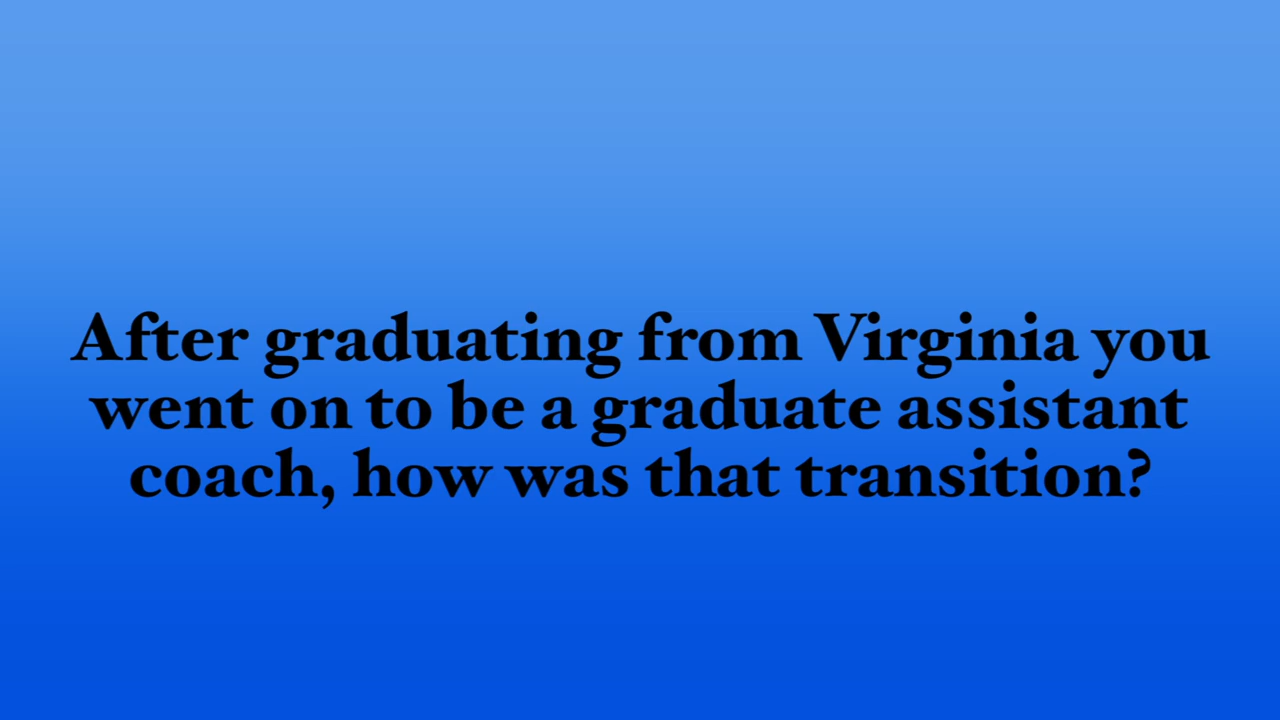 After graduating from Virginia you
went on to be a graduate assistant
coach, how was that transition?